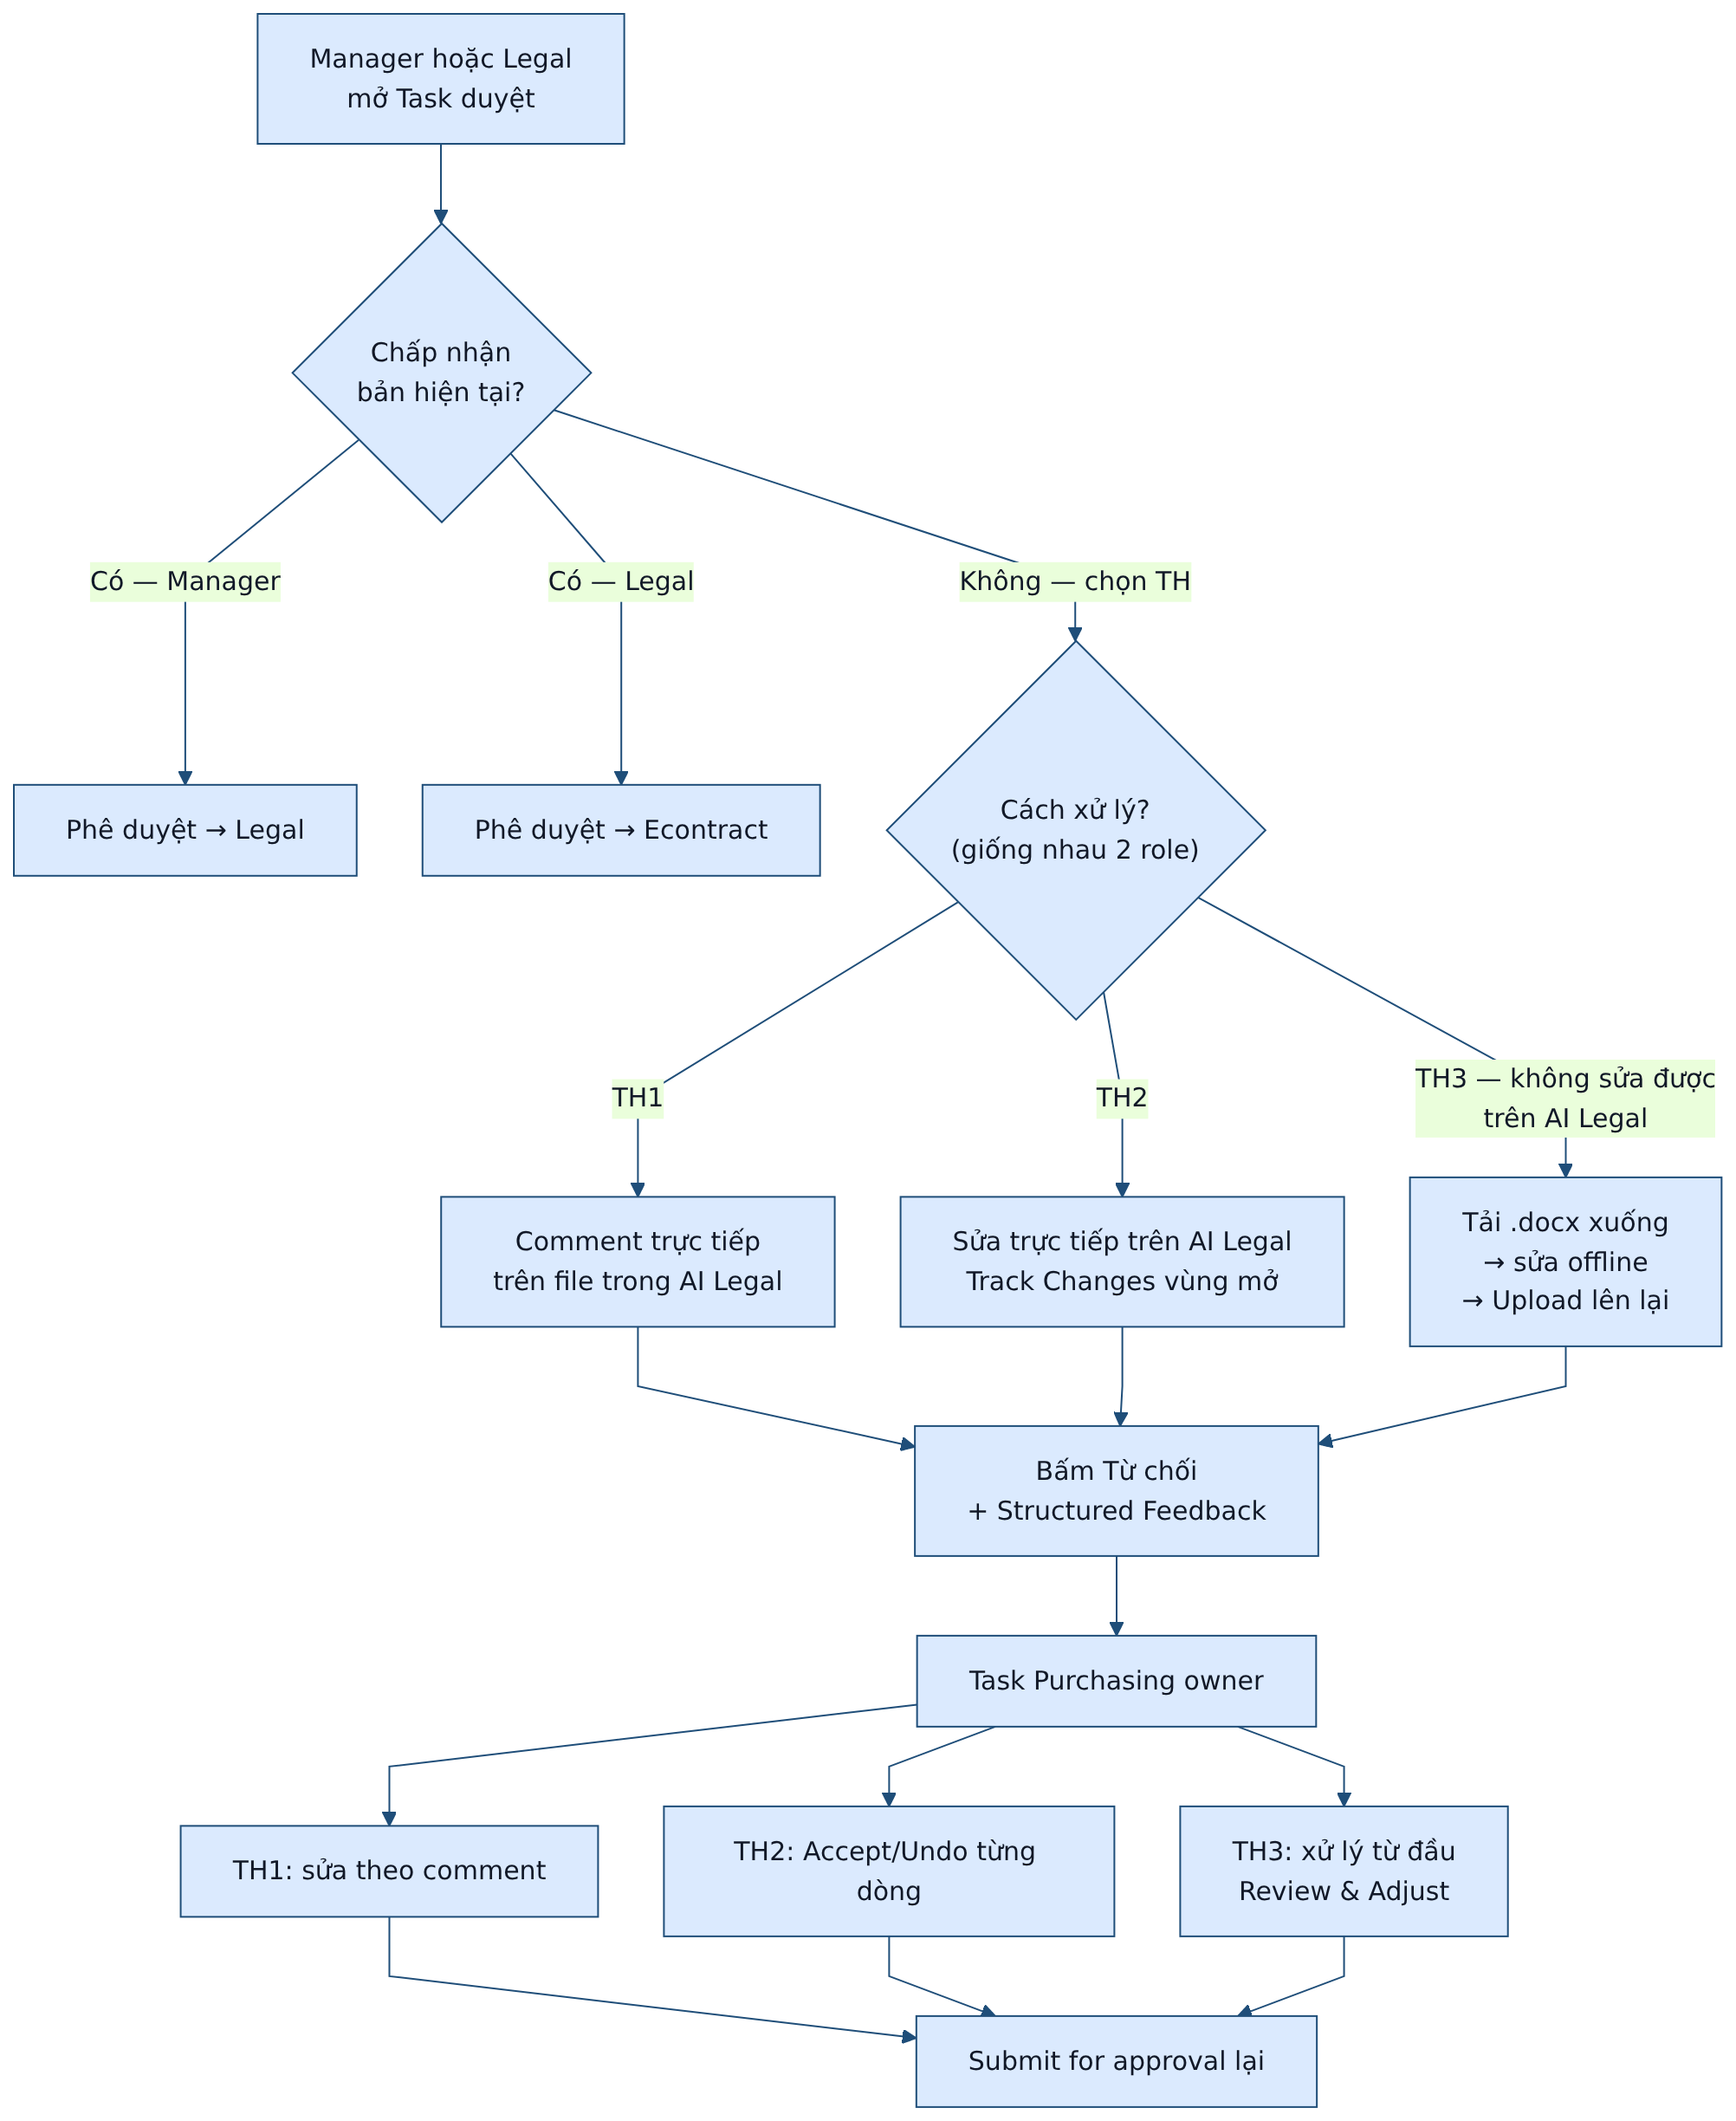 Manager hoặc Legal
mở Task duyệt
Chấp nhận
bản hiện tại?
Có — Manager
Có — Legal
Không — chọn TH
Phê duyệt → Legal
Phê duyệt → Econtract
Cách xử lý?
(giống nhau 2 role)
TH1
TH2
TH3 — không sửa được
trên AI Legal
Comment trực tiếp
trên file trong AI Legal
Sửa trực tiếp trên AI Legal
Track Changes vùng mở
Tải .docx xuống
→ sửa offline
→ Upload lên lại
Bấm Từ chối
+ Structured Feedback
Task Purchasing owner
TH1: sửa theo comment
TH2: Accept/Undo từng
dòng
TH3: xử lý từ đầu
Review & Adjust
Submit for approval lại